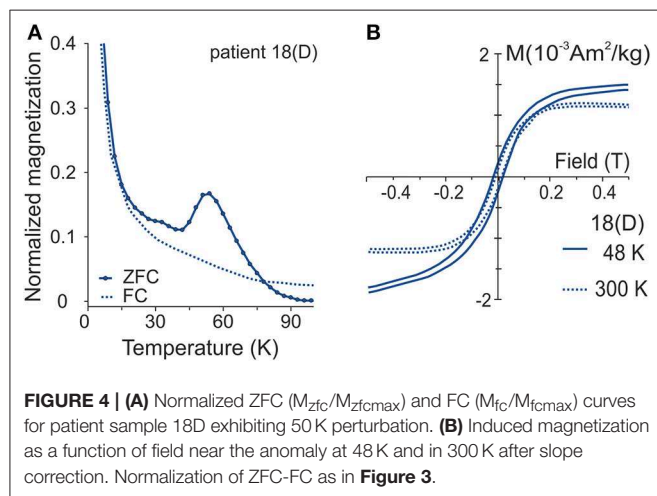 A
0.4
patient 18(D)
0.3
0.2
0.1
0
Normalized magnetization
ZFC
FC
0 30 60 90
Temperature (K)
B
2
M(10⁻³Am²/kg)
Field (T)
-0.4 -0.2 0.2 0.4
18(D)
48 K
300 K
-2
FIGURE 4 | (A) Normalized ZFC (Mzfc/Mzfcmax) and FC (Mfc/Mfcmax) curves
for patient sample 18D exhibiting 50 K perturbation. (B) Induced magnetization
as a function of field near the anomaly at 48 K and in 300 K after slope
correction. Normalization of ZFC-FC as in Figure 3.